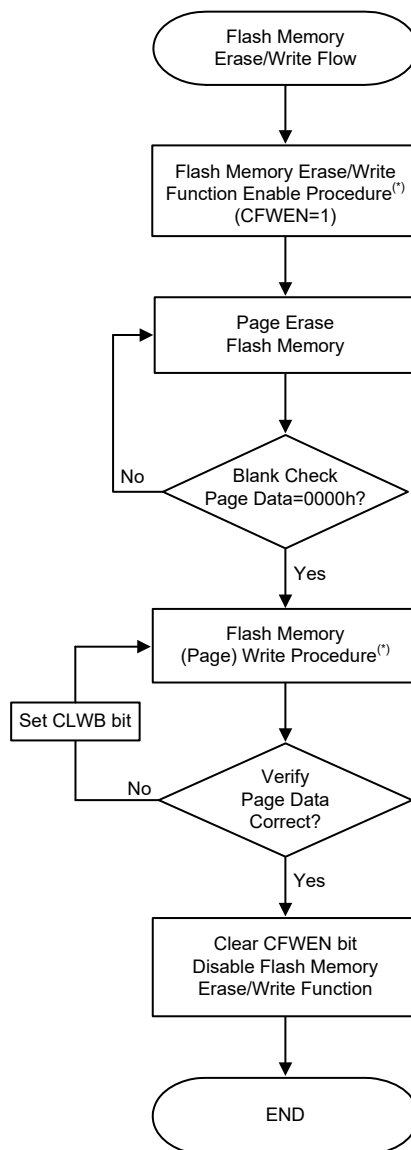 Flash Memory
Erase/Write Flow
Flash Memory Erase/Write
Function Enable Procedure(*)
(CFWEN=1)
Page Erase
Flash Memory
No
Blank Check
Page Data=0000h?
Yes
Flash Memory
(Page) Write Procedure(*)
Set CLWB bit
No
Verify
Page Data
Correct?
Yes
Clear CFWEN bit
Disable Flash Memory
Erase/Write Function
END